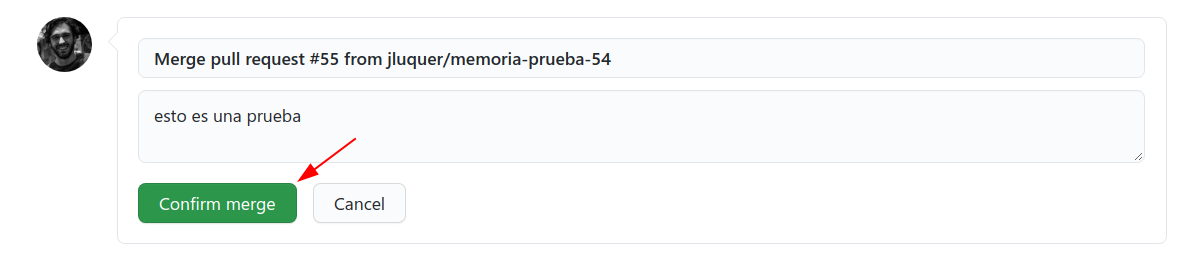 Merge pull request #55 from jluquer/memoria-prueba-54
esto es una prueba
Confirm merge
Cancel